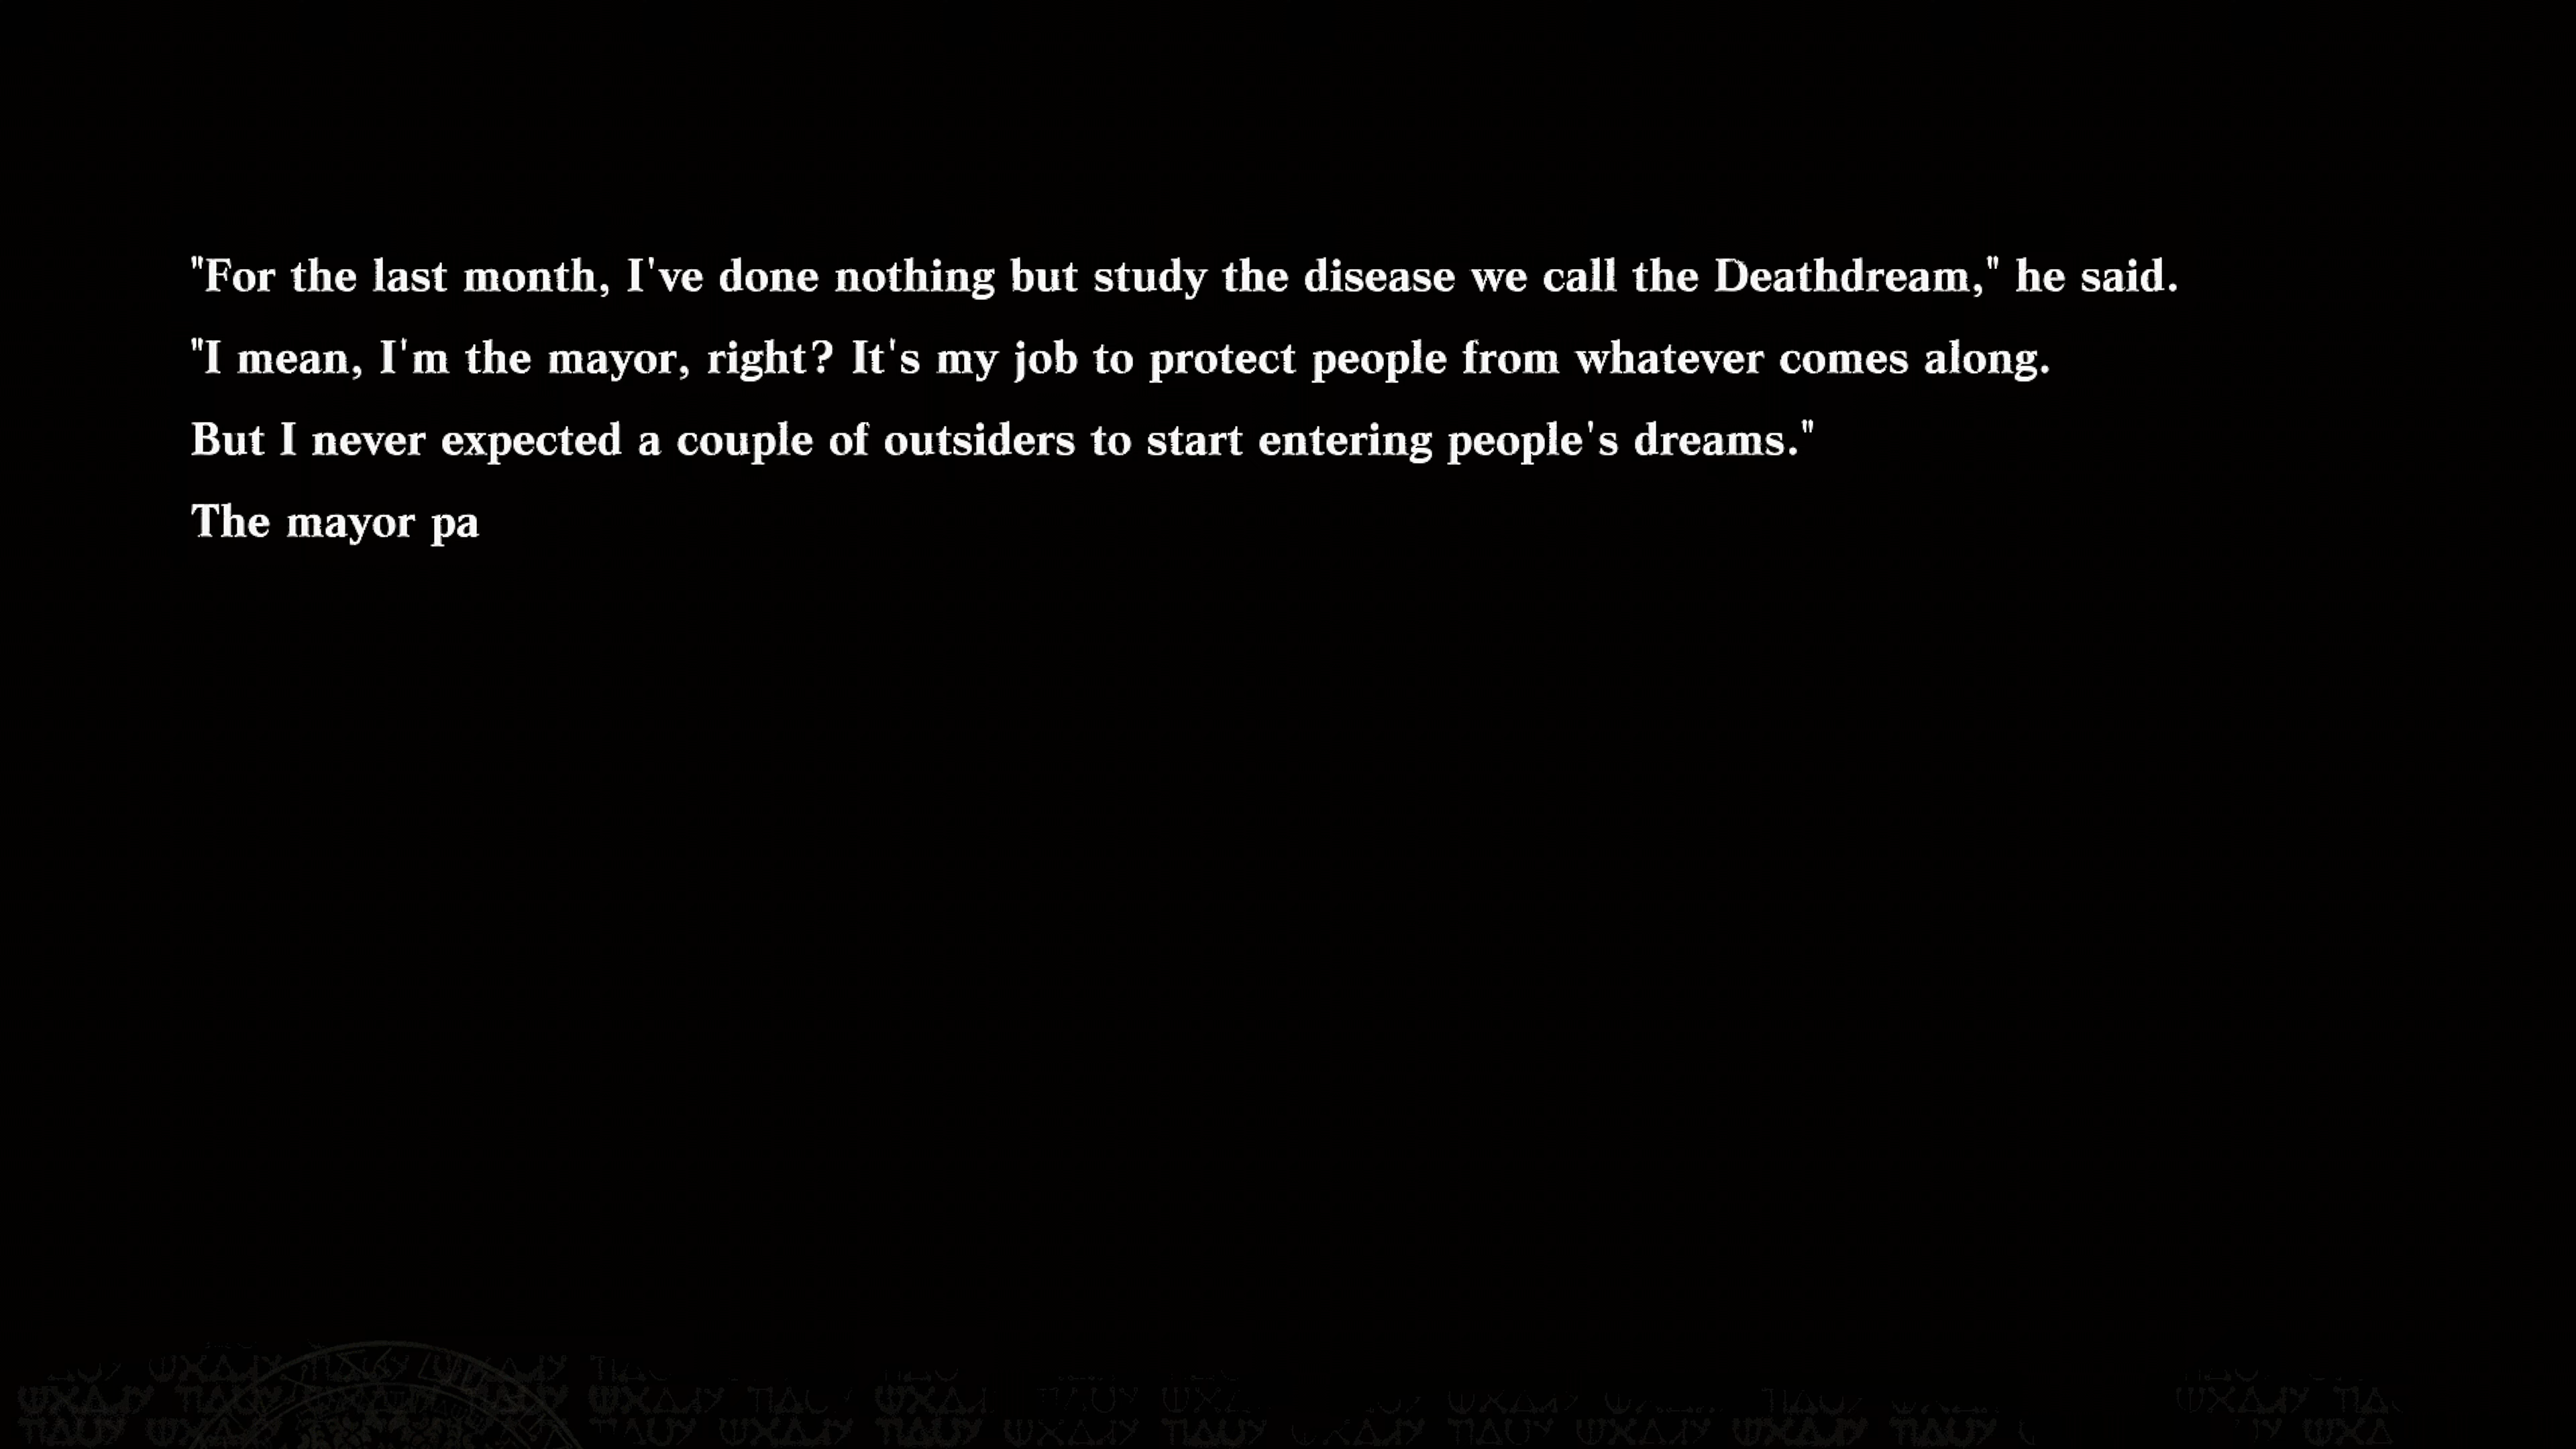 "For the last month, I've done nothing but study the disease we call the Deathdream," he said.
"I mean, I'm the mayor, right? It's my job to protect people from whatever comes along.
But I never expected a couple of outsiders to start entering people's dreams."
The mayor pa